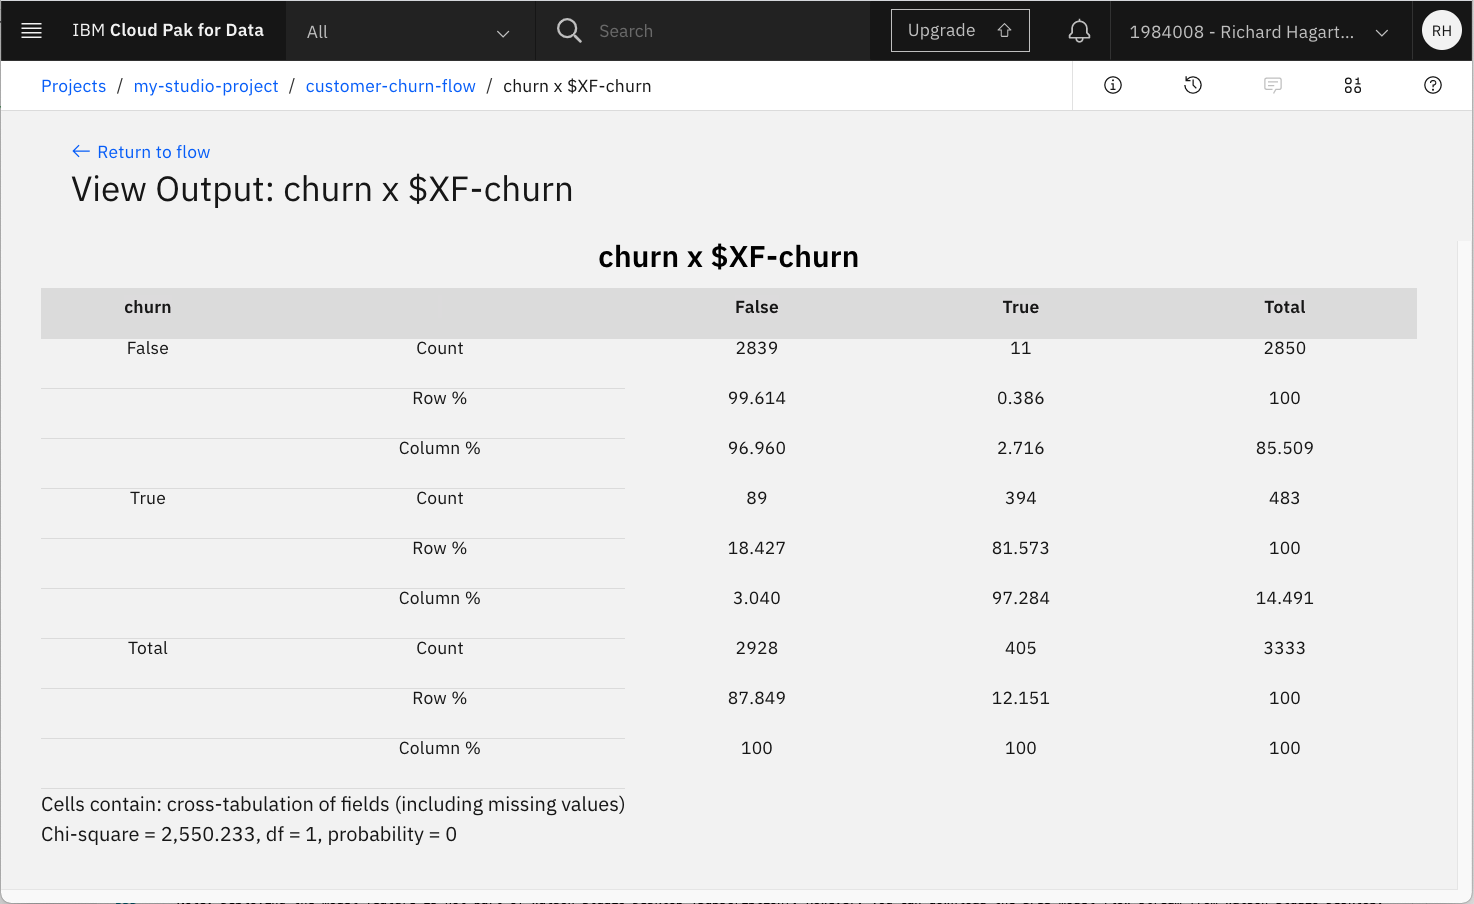 IBM Cloud Pak for Data All Search Upgrade 1984008 - Richard Hagart... RH
Projects / my-studio-project / customer-churn-flow / churn x $XF-churn
← Return to flow
View Output: churn x $XF-churn
churn x $XF-churn
churn False True Total
False Count 2839 11 2850
Row % 99.614 0.386 100
Column % 96.960 2.716 85.509
True Count 89 394 483
Row % 18.427 81.573 100
Column % 3.040 97.284 14.491
Total Count 2928 405 3333
Row % 87.849 12.151 100
Column % 100 100 100
Cells contain: cross-tabulation of fields (including missing values)
Chi-square = 2,550.233, df = 1, probability = 0